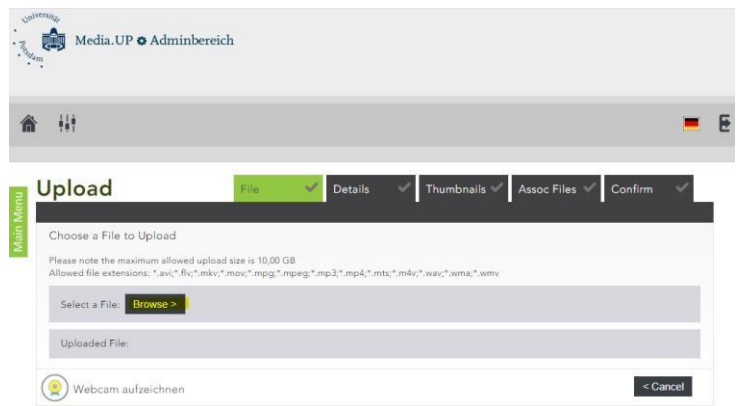 Universität
Potsdam
Media.UP Adminbereich
Main Menu
Upload
File
Details
Thumbnails
Assoc Files
Confirm
Choose a File to Upload
Please note the maximum allowed upload size is 10,00 GB
Allowed file extensions: *.avi;*.flv;*.mkv;*.mov;*.mpg;*.mpeg;*.mp3;*.mp4;*.mts;*.m4v;*.wav;*.wma;*.wmv
Select a File: Browse >
Uploaded File:
Webcam aufzeichnen
< Cancel